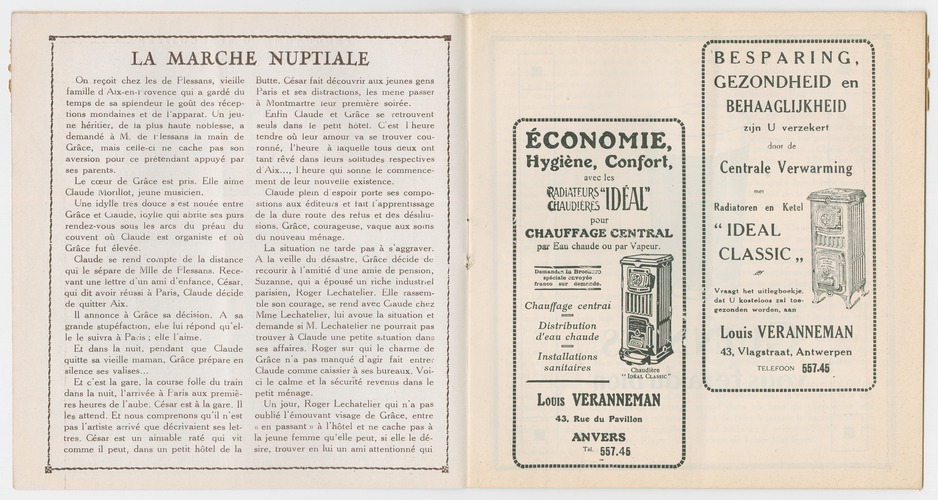 LA MARCHE NUPTIALE
On reçoit chez les de Flessans, vieille
famille d'Aix-en-Provence qui a gardé du
temps de sa splendeur le goût des récep-
tions mondaines et de l'apparat. Un jeu-
ne héritier, de la plus haute noblesse, a
demandé à M. de Flessans la main de
Grâce, mais celle-ci ne cache pas son
aversion pour ce prétendant appuyé par
ses parents.
Le cœur de Grâce est pris. Elle aime
Claude Morillot, jeune musicien.
Une idylle très douce s'est nouée entre
Grâce et Claude, idylle qui abrite ses purs
rendez-vous sous les arcs du préau du
couvent où Claude est organiste et où
Grâce fut élevée.
Claude se rend compte de la distance
qui le sépare de Mlle de Flessans. Rece-
vant une lettre d'un ami d'enfance, César,
qui dit avoir réussi à Paris, Claude décide
de quitter Aix.
Il annonce à Grâce sa décision. A sa
grande stupéfaction, elle lui répond qu'el-
le le suivra à Paris ; elle l'aime.
Et dans la nuit, pendant que Claude
quitte sa vieille maman, Grâce prépare en
silence ses valises...
Et c'est la gare, la course folle du train
dans la nuit, l'arrivée à Paris aux premiè-
res heures de l'aube. César est à la gare. Il
les attend. Et nous comprenons qu'il n'est
pas l'artiste arrivé que décrivaient ses let-
tres. César est un aimable raté qui vit
comme il peut, dans un petit hôtel de la
Butte. César fait découvrir aux jeunes gens
Paris et ses distractions, les mène passer
à Montmartre leur première soirée.
Enfin Claude et Grâce se retrouvent
seuls dans le petit hôtel. C'est l'heure
tendre où leur amour va se trouver cou-
ronné, l'heure à laquelle tous deux ont
tant rêvé dans leurs solitudes respectives
d'Aix..., l'heure qui sonne le commence-
ment de leur nouvelle existence.
Claude plein d'espoir porte ses compo-
sitions aux éditeurs et fait l'apprentissage
de la dure route des refus et des désillu-
sions. Grâce, courageuse, vaque aux soins
du nouveau ménage.
La situation ne tarde pas à s'aggraver.
A la veille du désastre, Grâce décide de
recourir à l'amitié d'une amie de pension,
Suzanne, qui a épousé un riche industriel
parisien, Roger Lechatelier. Elle rassem-
ble son courage, se rend avec Claude chez
Mme Lechatelier, lui avoue la situation et
demande si M. Lechatelier ne pourrait pas
trouver à Claude une petite situation dans
ses affaires. Roger sur qui le charme de
Grâce n'a pas manqué d'agir fait entrer
Claude comme caissier à ses bureaux. Voi-
ci le calme et la sécurité revenus dans le
petit ménage.
Un jour, Roger Lechatelier qui n'a pas
oublié l'émouvant visage de Grâce, entre
« en passant » à l'hôtel et ne cache pas à
la jeune femme qu'elle peut, si elle le dé-
sire, trouver en lui un ami attentionné qui
ÉCONOMIE,
Hygiène, Confort,
avec les
RADIATEURS
CHAUDIÈRES "IDÉAL"
pour
CHAUFFAGE CENTRAL
par Eau chaude ou par Vapeur.
Demandez la Brochure
spéciale envoyée
franco sur demande.
Chauffage central
Distribution
d'eau chaude
Installations
sanitaires
Chaudière
"IDÉAL CLASSIC"
Louis VERANNEMAN
43, Rue du Pavillon
ANVERS
Tél. 557.45
BESPARING,
GEZONDHEID en
BEHAAGLIJKHEID
zijn U verzekert
door de
Centrale Verwarming
met
Radiatoren en Ketel
" IDEAL
CLASSIC „
Vraagt het uitlegboekje,
dat U kosteloos zal toe-
gezonden worden, aan
Louis VERANNEMAN
43, Vlagstraat, Antwerpen
TELEFOON 557.45